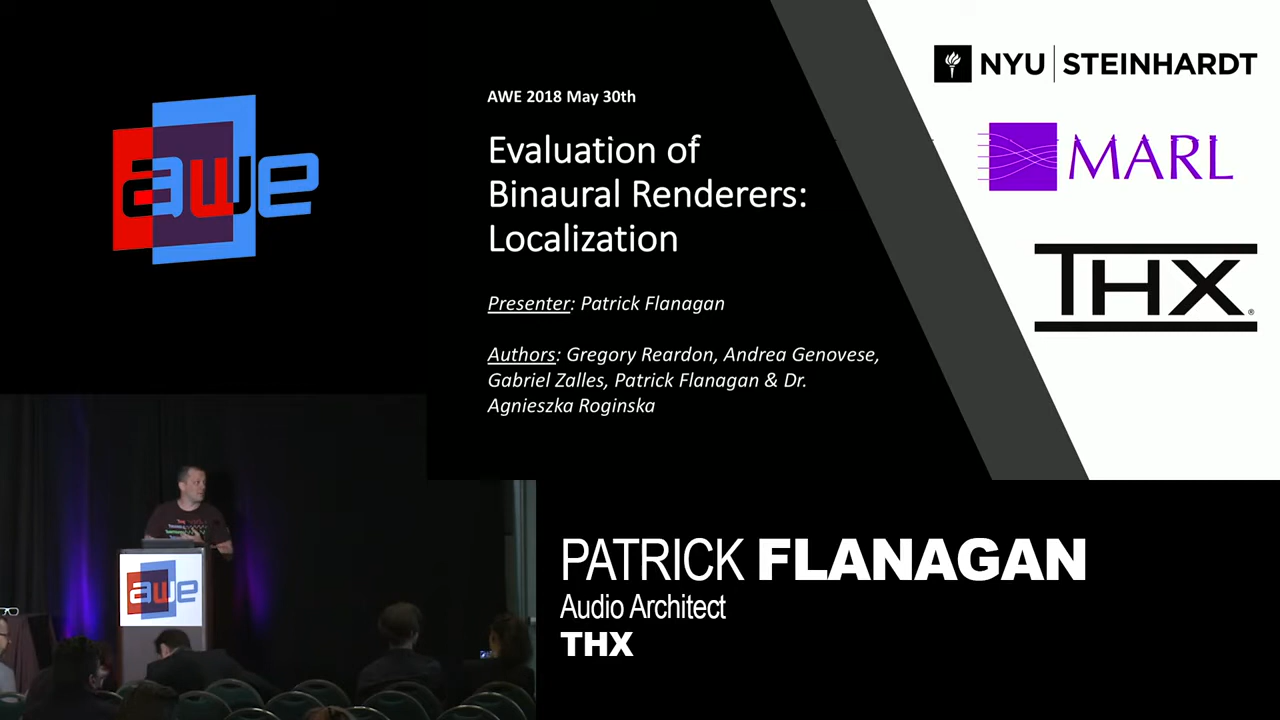 awe
AWE 2018 May 30th
Evaluation of
Binaural Renderers:
Localization
Presenter: Patrick Flanagan
Authors: Gregory Reardon, Andrea Genovese,
Gabriel Zalles, Patrick Flanagan & Dr.
Agnieszka Roginska
NYU | STEINHARDT
MARL
THX®
awe
PATRICK FLANAGAN
Audio Architect
THX